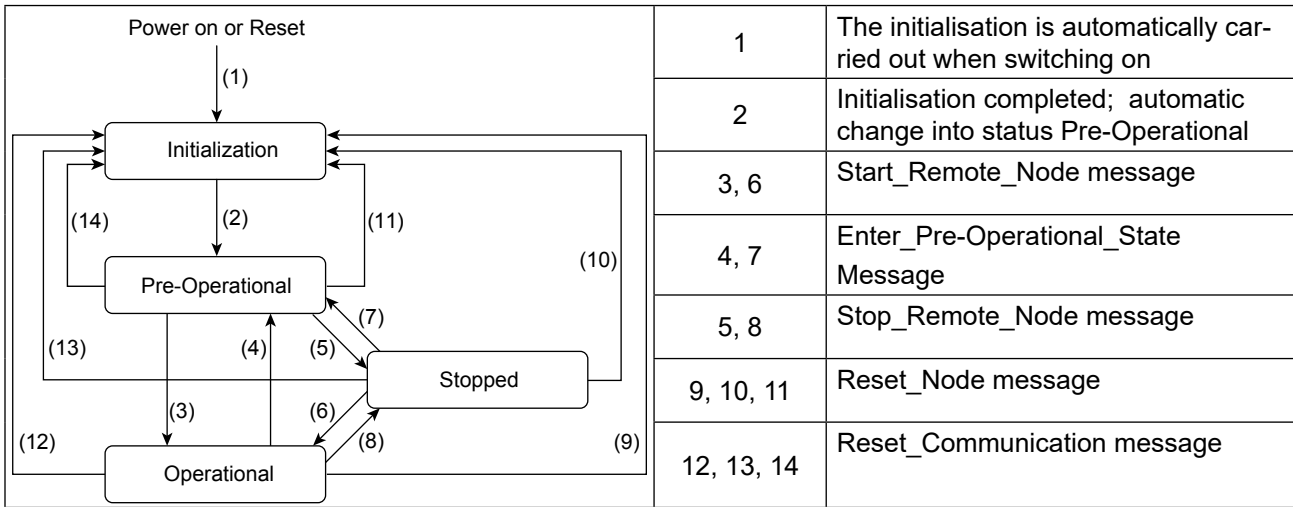 Power on or Reset
(1)
Initialization
(14)
(2)
(11)
(10)
Pre-Operational
(7)
(13)
(4)
(5)
Stopped
(3)
(6)
(12)
(8)
(9)
Operational
1
The initialisation is automatically car-
ried out when switching on
2
Initialisation completed; automatic
change into status Pre-Operational
3, 6
Start_Remote_Node message
4, 7
Enter_Pre-Operational_State
Message
5, 8
Stop_Remote_Node message
9, 10, 11
Reset_Node message
12, 13, 14
Reset_Communication message